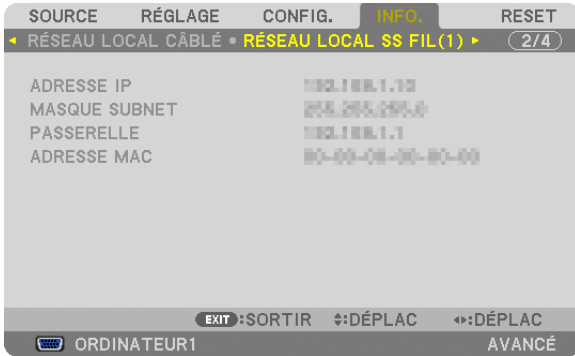 SOURCE RÉGLAGE CONFIG. INFO. RESET
◄ RÉSEAU LOCAL CÂBLÉ • RÉSEAU LOCAL SS FIL(1) ► 2/4
ADRESSE IP
MASQUE SUBNET
PASSERELLE
ADRESSE MAC
EXIT:SORTIR :DÉPLAC :DÉPLAC
ORDINATEUR1 AVANCÉ